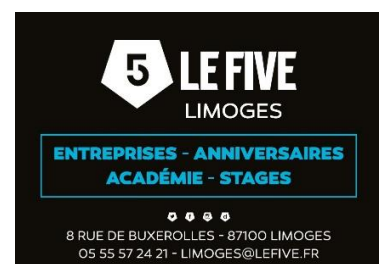 5 LE FIVE
LIMOGES
ENTREPRISES - ANNIVERSAIRES
ACADÉMIE - STAGES
8 RUE DE BUXEROLLES - 87100 LIMOGES
05 55 57 24 21 - LIMOGES@LEFIVE.FR